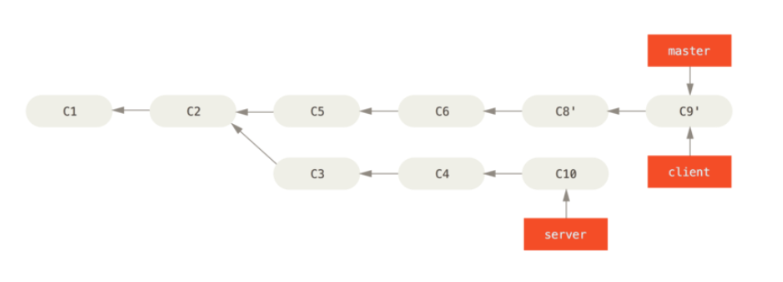 master
C1 C2 C5 C6 C8' C9'
C3 C4 C10 client
server